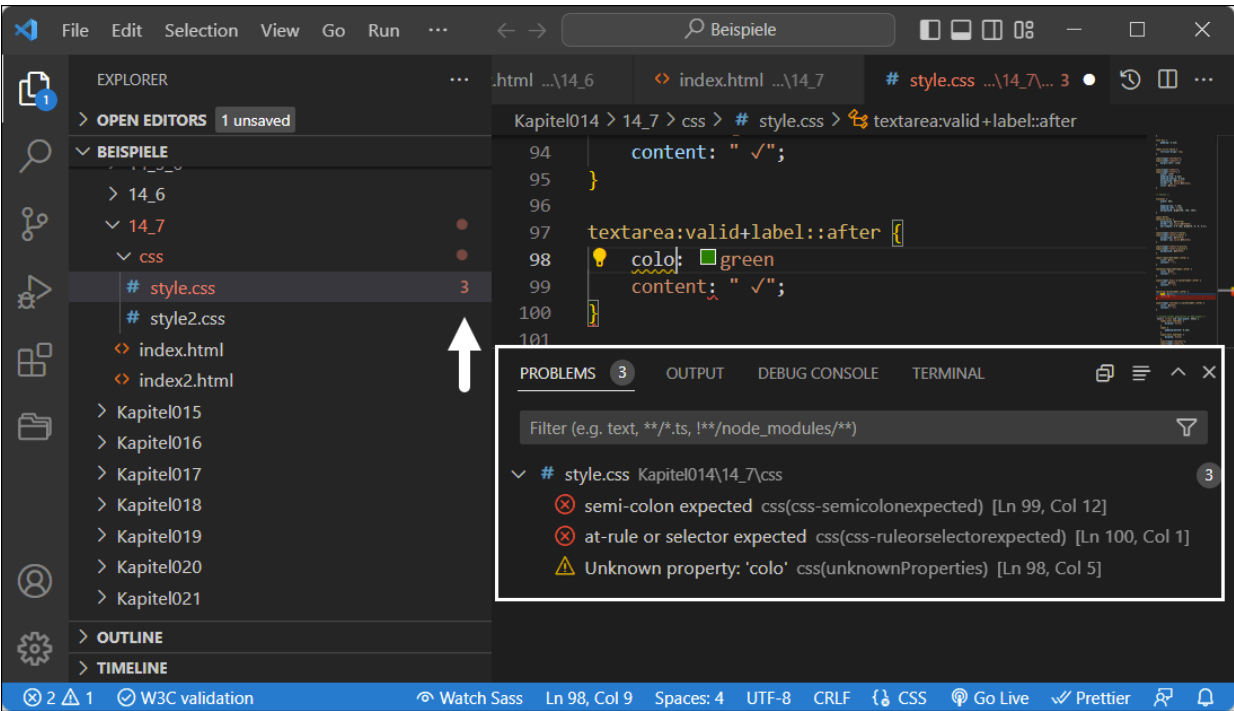 File Edit Selection View Go Run ··· Beispiele
EXPLORER ···
.html ...\14_6 <> index.html ...\14_7 # style.css ...\14_7\... 3 ● ···
1
> OPEN EDITORS 1 unsaved
Kapitel014 > 14_7 > css > # style.css > textarea:valid+label::after
BEISPIELE
> 14_6
14_7
css
# style.css 3
# style2.css
<> index.html
<> index2.html
> Kapitel015
> Kapitel016
> Kapitel017
> Kapitel018
> Kapitel019
> Kapitel020
> Kapitel021
> OUTLINE
> TIMELINE
94 content: " ✓";
95 }
96
97 textarea:valid+label::after {
98 colo: green
99 content: " ✓";
100 }
101
PROBLEMS 3 OUTPUT DEBUG CONSOLE TERMINAL
Filter (e.g. text, **/*.ts, !**/node_modules/**)
# style.css Kapitel014\14_7\css 3
semi-colon expected css(css-semicolonexpected) [Ln 99, Col 12]
at-rule or selector expected css(css-ruleorselectorexpected) [Ln 100, Col 1]
Unknown property: 'colo' css(unknownProperties) [Ln 98, Col 5]
2 1 W3C validation Watch Sass Ln 98, Col 9 Spaces: 4 UTF-8 CRLF CSS Go Live Prettier